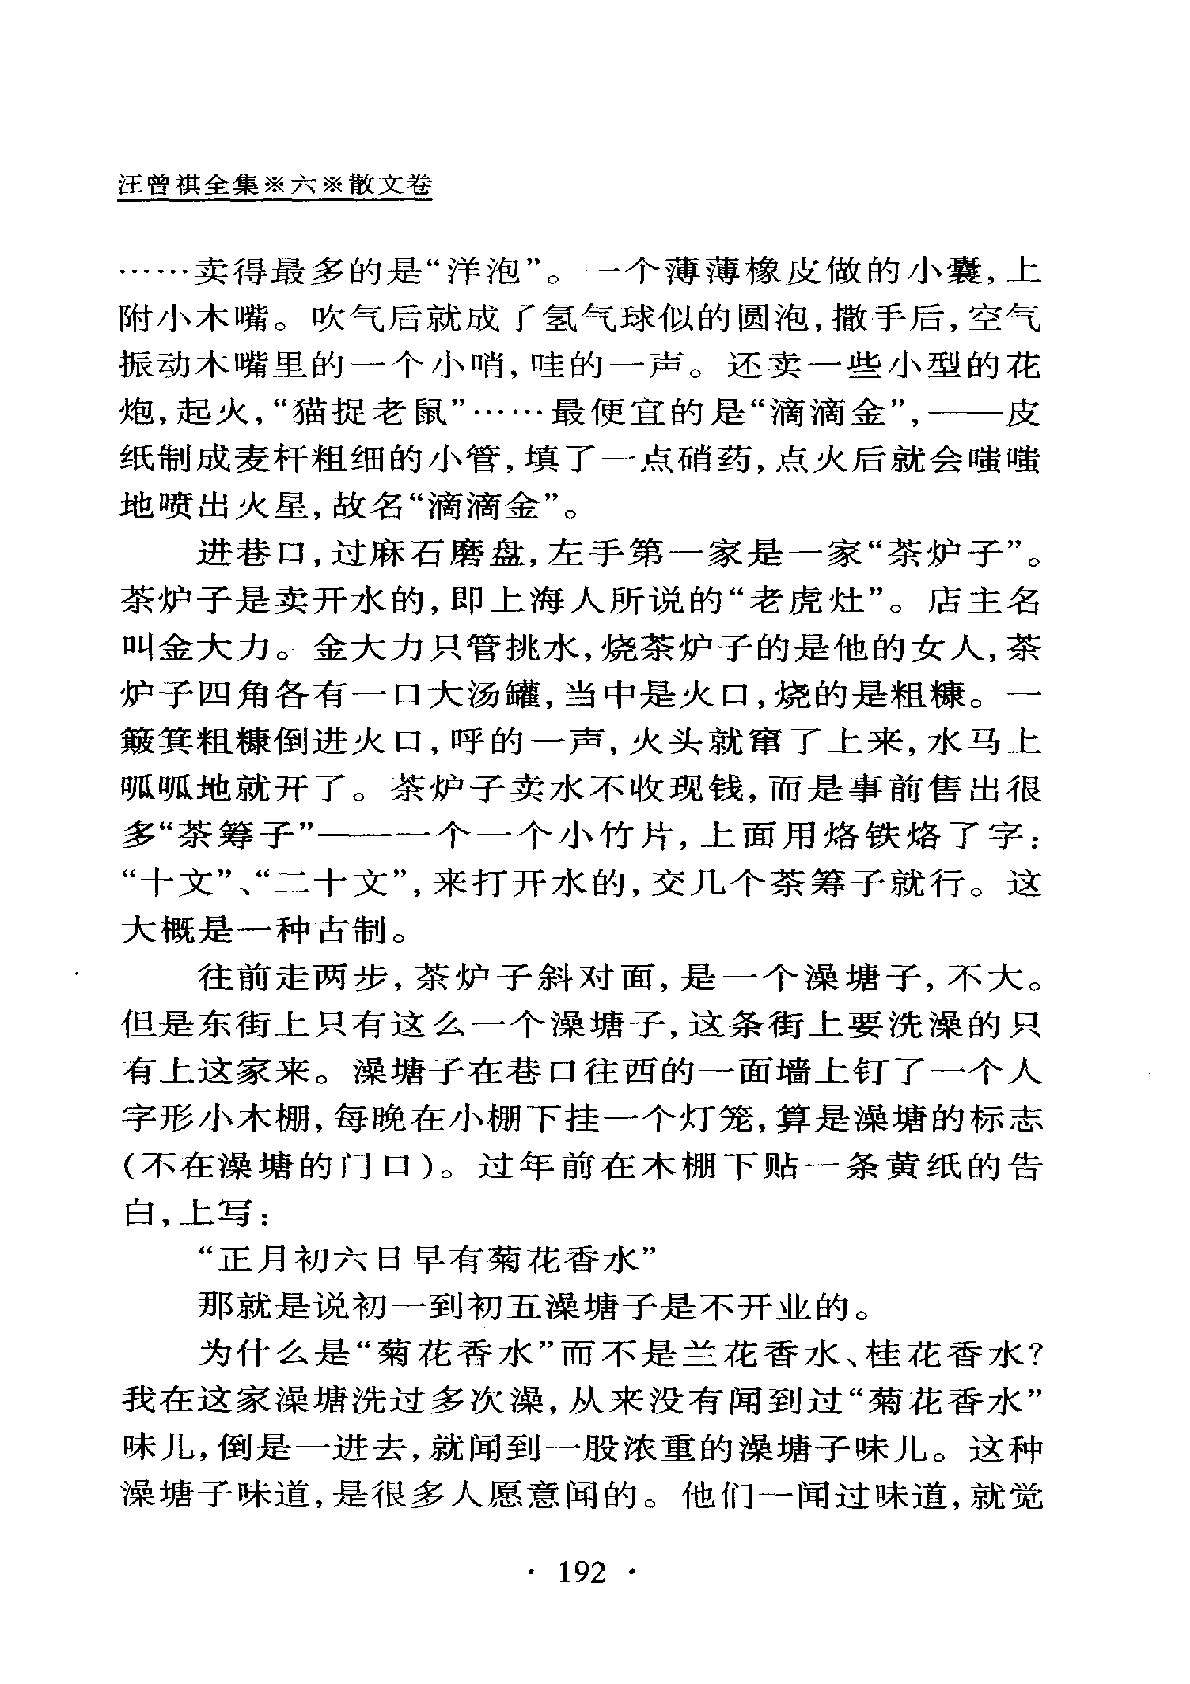 汪曾祺全集※六※散文卷
……卖得最多的是“洋泡”。一个薄薄橡皮做的小囊,上
附小木嘴。吹气后就成了氢气球似的圆泡,撒手后,空气
振动木嘴里的一个小哨,哇的一声。还卖一些小型的花
炮,起火,“猫捉老鼠”……最便宜的是“滴滴金”,——皮
纸制成麦杆粗细的小管,填了一点硝药,点火后就会嗤嗤
地喷出火星,故名“滴滴金”。
进巷口,过麻石磨盘,左手第一家是一家“茶炉子”。
茶炉子是卖开水的,即上海人所说的“老虎灶”。店主名
叫金大力。金大力只管挑水,烧茶炉子的是他的女人,茶
炉子四角各有一口大汤罐,当中是火口,烧的是粗糠。一
簸箕粗糠倒进火口,呼的一声,火头就窜了上来,水马上
呱呱地就开了。茶炉子卖水不收现钱,而是事前售出很
多“茶筹子”——一个一个小竹片,上面用烙铁烙了字:
“十文”、“二十文”,来打开水的,交几个茶筹子就行。这
大概是一种古制。
往前走两步,茶炉子斜对面,是一个澡塘子,不大。
但是东街上只有这么一个澡塘子,这条街上要洗澡的只
有上这家来。澡塘子在巷口往西的一面墙上钉了一个人
字形小木棚,每晚在小棚下挂一个灯笼,算是澡塘的标志
(不在澡塘的门口)。过年前在木棚下贴一条黄纸的告
白,上写:
“正月初六日早有菊花香水”
那就是说初一到初五澡塘子是不开业的。
为什么是“菊花香水”而不是兰花香水、桂花香水?
我在这家澡塘洗过多次澡,从来没有闻到过“菊花香水”
味儿,倒是一进去,就闻到一股浓重的澡塘子味儿。这种
澡塘子味道,是很多人愿意闻的。他们一闻过味道,就觉
· 192 ·